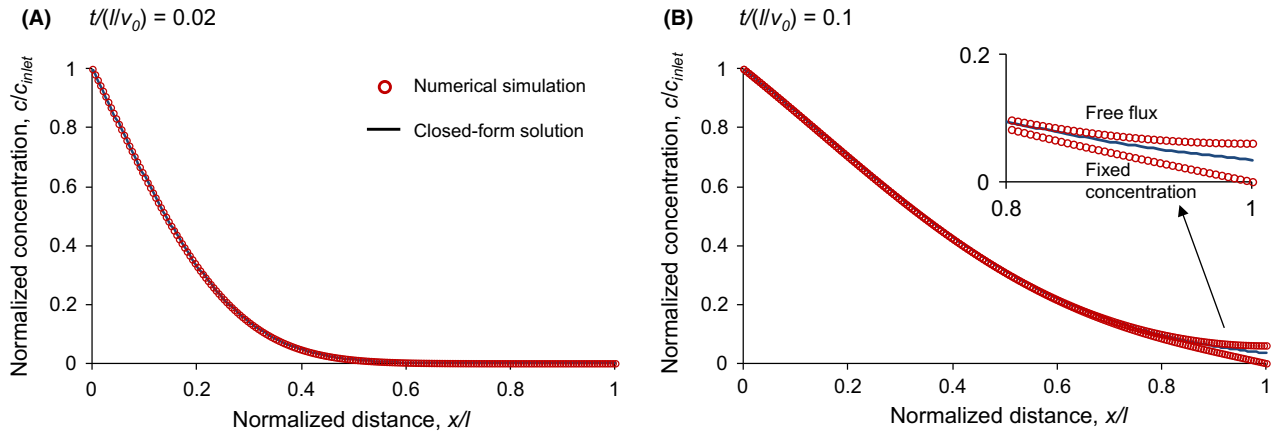 (A) t/(l/v0) = 0.02
Normalized concentration, c/cinlet
1
0.8
0.6
0.4
0.2
0
Numerical simulation
Closed-form solution
0 0.2 0.4 0.6 0.8 1
Normalized distance, x/l
(B) t/(l/v0) = 0.1
Normalized concentration, c/cinlet
1
0.8
0.6
0.4
0.2
0
0.2
Free flux
Fixed
concentration
0
0.8 1
0 0.2 0.4 0.6 0.8 1
Normalized distance, x/l